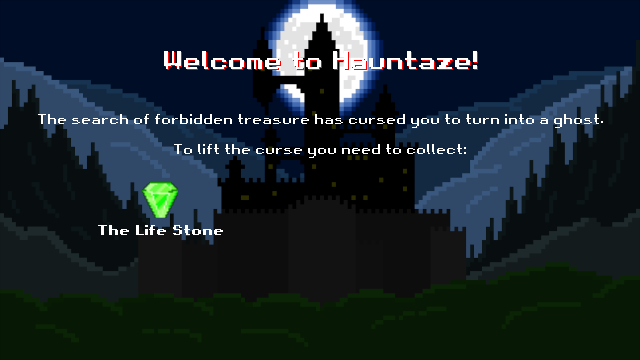 Welcome to Hauntaze!
The search of forbidden treasure has cursed you to turn into a ghost.
To lift the curse you need to collect:
The Life Stone